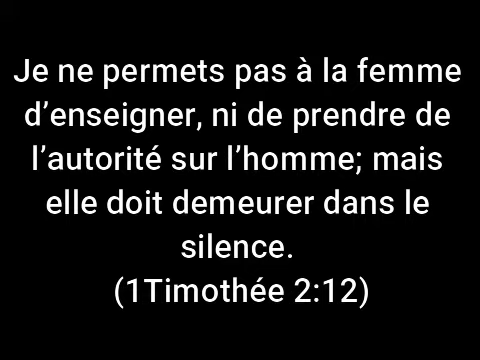 Je ne permets pas à la femme
d’enseigner, ni de prendre de
l’autorité sur l’homme; mais
elle doit demeurer dans le
silence.
(1Timothée 2:12)